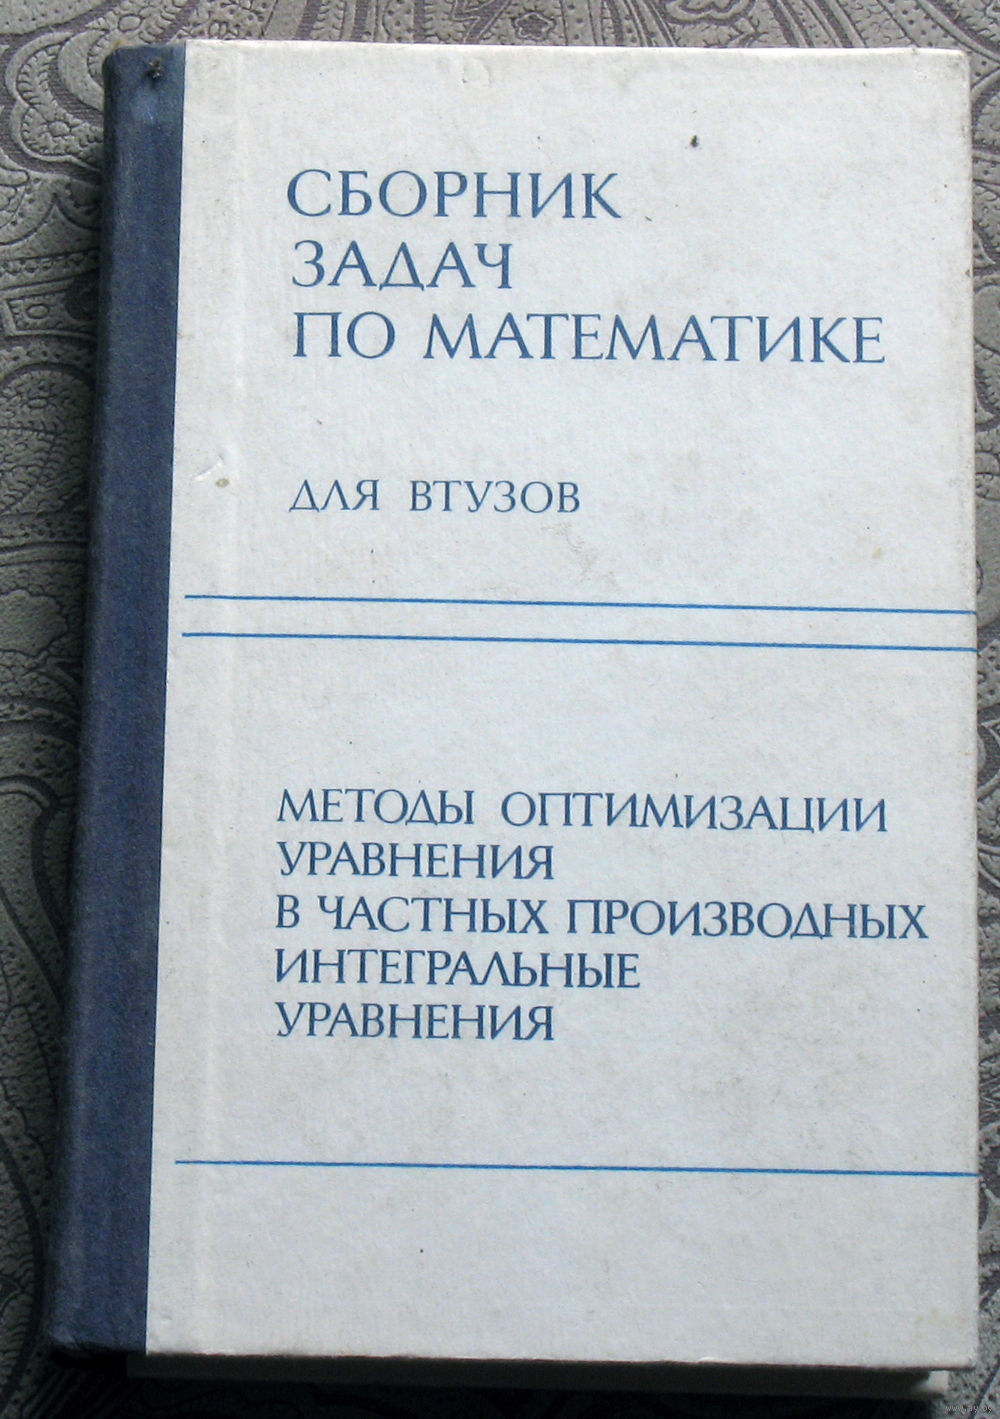 СБОРНИК
ЗАДАЧ
ПО МАТЕМАТИКЕ
ДЛЯ ВТУЗОВ
МЕТОДЫ ОПТИМИЗАЦИИ
УРАВНЕНИЯ
В ЧАСТНЫХ ПРОИЗВОДНЫХ
ИНТЕГРАЛЬНЫЕ
УРАВНЕНИЯ